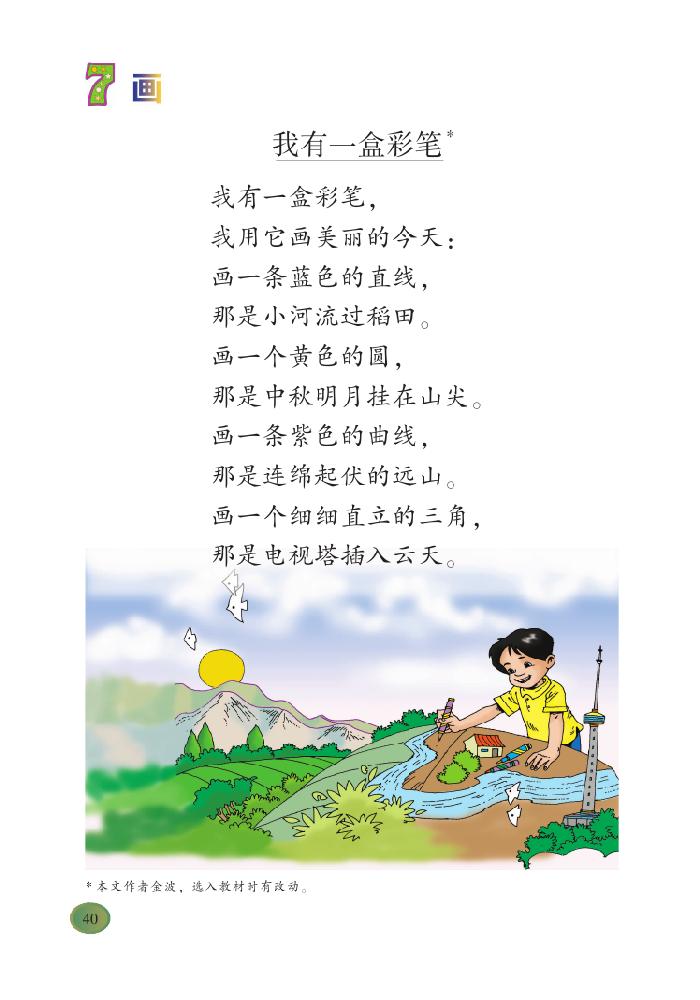 7 画
我有一盒彩笔*
我有一盒彩笔，
我用它画美丽的今天：
画一条蓝色的直线，
那是小河流过稻田。
画一个黄色的圆，
那是中秋明月挂在山尖。
画一条紫色的曲线，
那是连绵起伏的远山。
画一个细细直立的三角，
那是电视塔插入云天。
* 本文作者金波，选入教材时有改动。
40